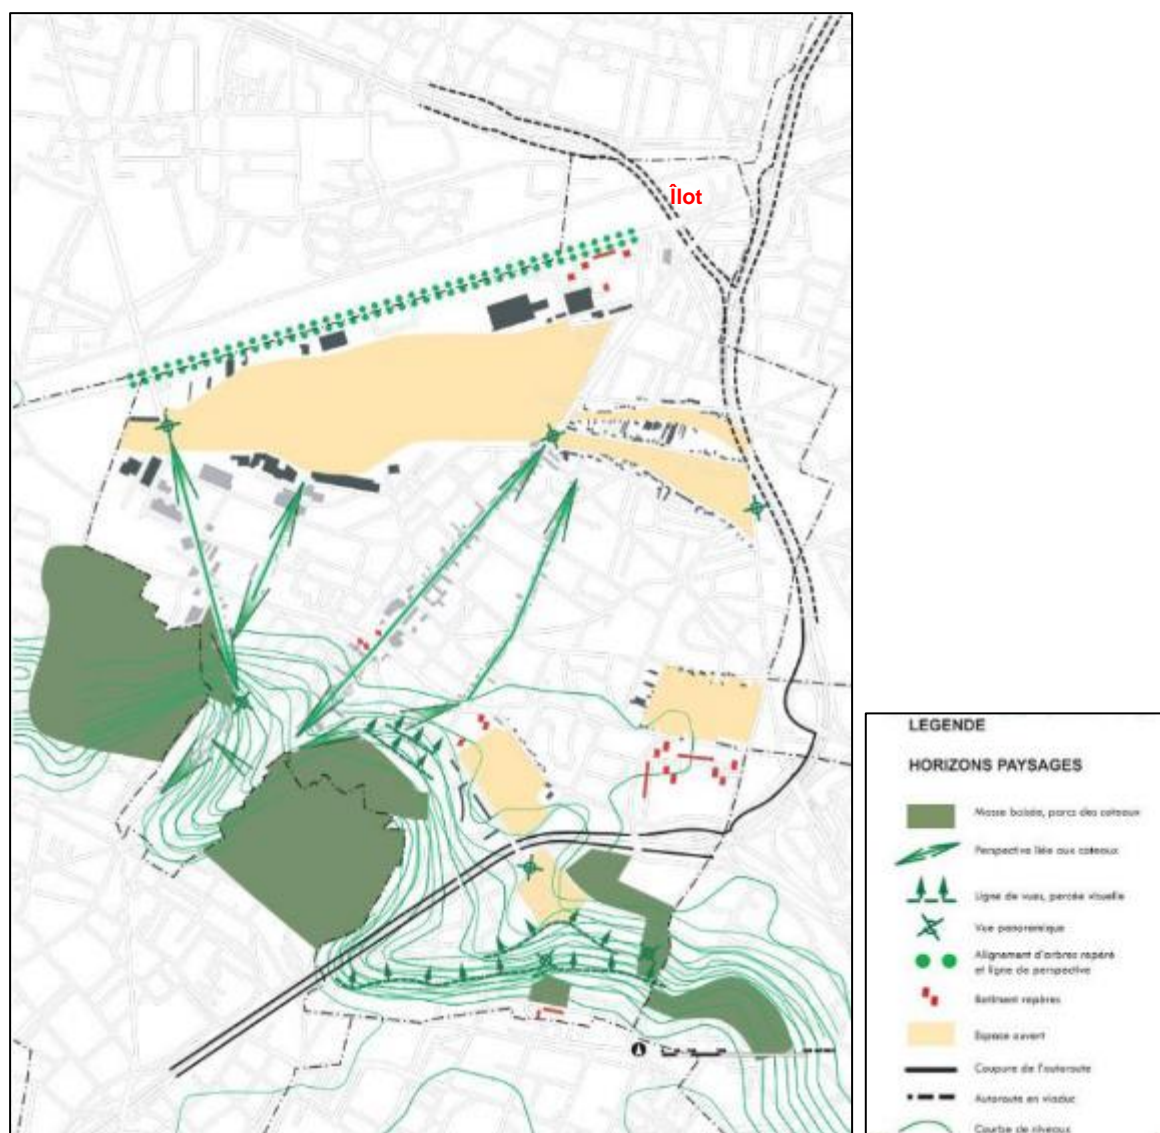 Îlot
17
LEGENDE
HORIZONS PAYSAGES
Masse boisée, parcs des coteaux
Perspective liée aux coteaux
Ligne de vues, percée visuelle
Vue panoramique
Alignement d'arbres repéré
et ligne de perspective
Batiment repères
Espace ouvert
Coupure de l'autoroute
Autoroute en viaduc
Courbe de niveaux